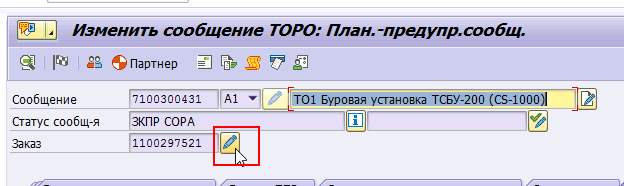 Изменить сообщение ТОРО: План.-предупр.сообщ.
Партнер
Сообщение 7100300431 A1 ТО1 Буровая установка ТСБУ-200 (CS-1000)
Статус сообщ-я ЗКПР СОРА
Заказ 1100297521